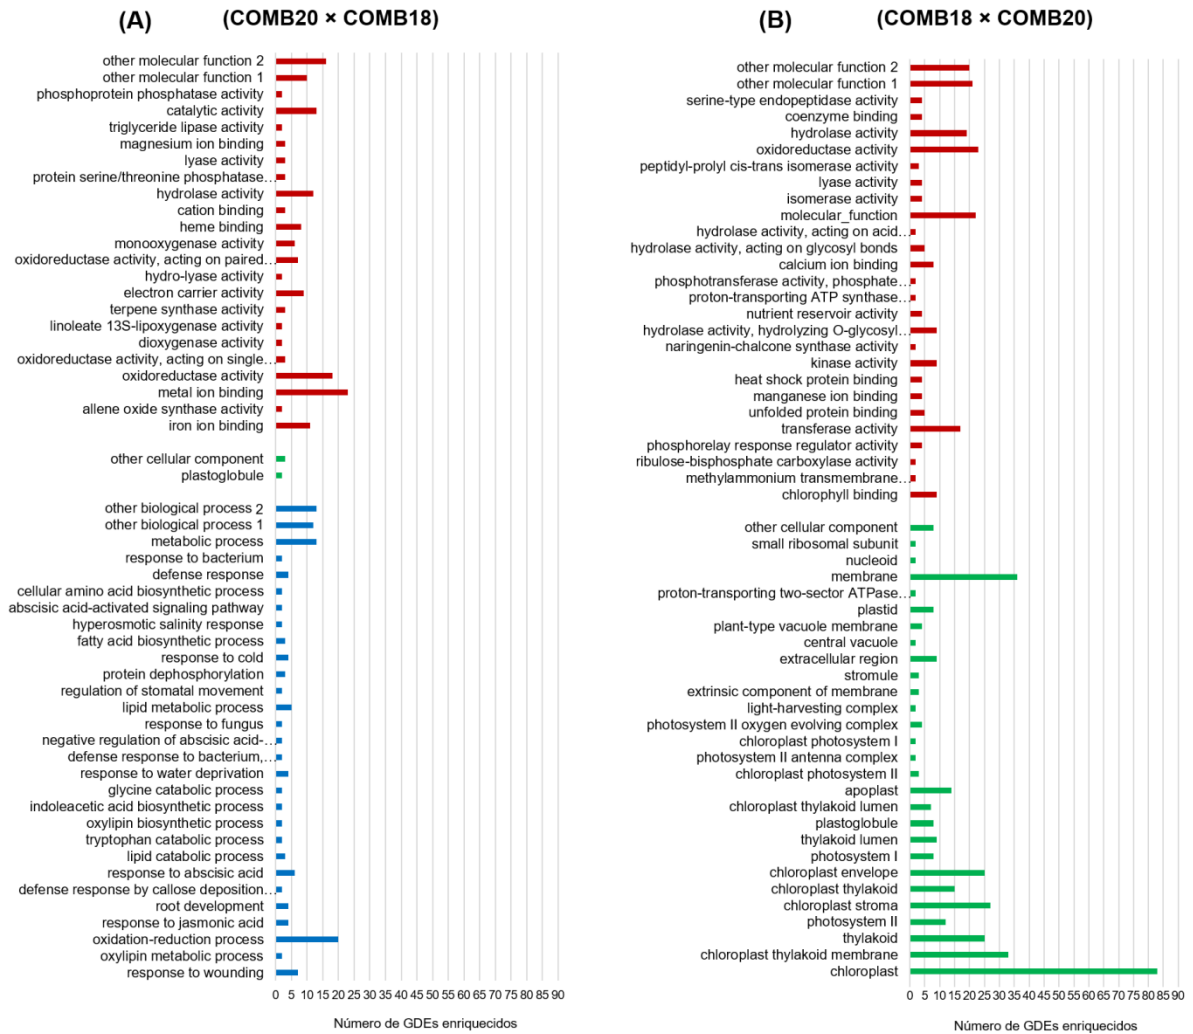 (A) (COMB20 × COMB18)
other molecular function 2
other molecular function 1
phosphoprotein phosphatase activity
catalytic activity
triglyceride lipase activity
magnesium ion binding
lyase activity
protein serine/threonine phosphatase…
hydrolase activity
cation binding
heme binding
monooxygenase activity
oxidoreductase activity, acting on paired…
hydro-lyase activity
electron carrier activity
terpene synthase activity
linoleate 13S-lipoxygenase activity
dioxygenase activity
oxidoreductase activity, acting on single…
oxidoreductase activity
metal ion binding
allene oxide synthase activity
iron ion binding
other cellular component
plastoglobule
other biological process 2
other biological process 1
metabolic process
response to bacterium
defense response
cellular amino acid biosynthetic process
abscisic acid-activated signaling pathway
hyperosmotic salinity response
fatty acid biosynthetic process
response to cold
protein dephosphorylation
regulation of stomatal movement
lipid metabolic process
response to fungus
negative regulation of abscisic acid-…
defense response to bacterium,…
response to water deprivation
glycine catabolic process
indoleacetic acid biosynthetic process
oxylipin biosynthetic process
tryptophan catabolic process
lipid catabolic process
response to abscisic acid
defense response by callose deposition…
root development
response to jasmonic acid
oxidation-reduction process
oxylipin metabolic process
response to wounding
0 5 10 15 20 25 30 35 40 45 50 55 60 65 70 75 80 85 90
Número de GDEs enriquecidos
(B) (COMB18 × COMB20)
other molecular function 2
other molecular function 1
serine-type endopeptidase activity
coenzyme binding
hydrolase activity
oxidoreductase activity
peptidyl-prolyl cis-trans isomerase activity
lyase activity
isomerase activity
molecular_function
hydrolase activity, acting on acid…
hydrolase activity, acting on glycosyl bonds
calcium ion binding
phosphotransferase activity, phosphate…
proton-transporting ATP synthase…
nutrient reservoir activity
hydrolase activity, hydrolyzing O-glycosyl…
naringenin-chalcone synthase activity
kinase activity
heat shock protein binding
manganese ion binding
unfolded protein binding
transferase activity
phosphorelay response regulator activity
ribulose-bisphosphate carboxylase activity
methylammonium transmembrane…
chlorophyll binding
other cellular component
small ribosomal subunit
nucleoid
membrane
proton-transporting two-sector ATPase…
plastid
plant-type vacuole membrane
central vacuole
extracellular region
stromule
extrinsic component of membrane
light-harvesting complex
photosystem II oxygen evolving complex
chloroplast photosystem I
photosystem II antenna complex
chloroplast photosystem II
apoplast
chloroplast thylakoid lumen
plastoglobule
thylakoid lumen
photosystem I
chloroplast envelope
chloroplast thylakoid
chloroplast stroma
photosystem II
thylakoid
chloroplast thylakoid membrane
chloroplast
0 5 10 15 20 25 30 35 40 45 50 55 60 65 70 75 80 85 90
Número de GDEs enriquecidos